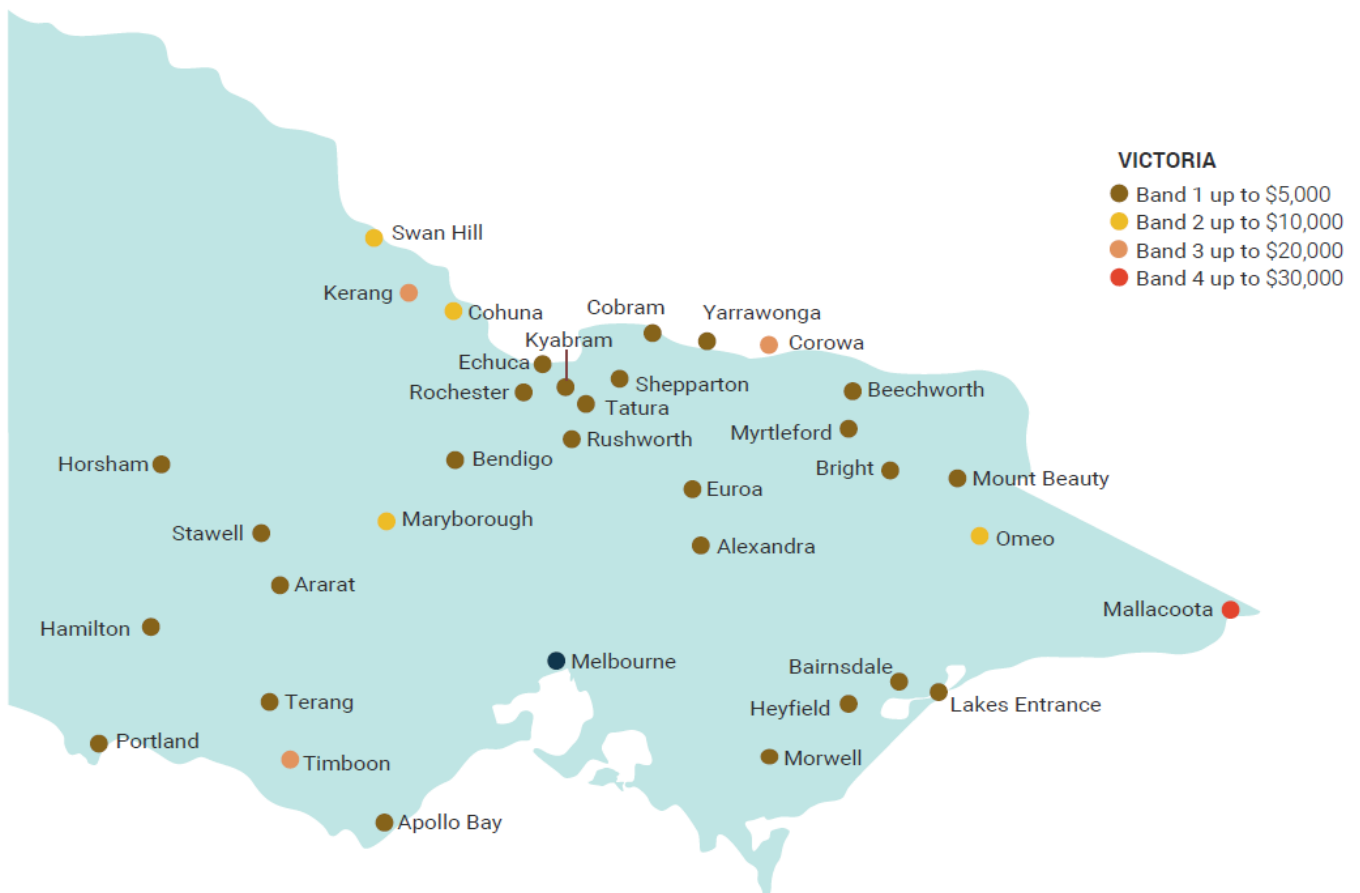 VICTORIA
Band 1 up to $5,000
Band 2 up to $10,000
Band 3 up to $20,000
Band 4 up to $30,000
Swan Hill
Kerang
Cohuna
Cobram
Yarrawonga
Kyabram
Corowa
Echuca
Shepparton
Rochester
Beechworth
Tatura
Myrtleford
Rushworth
Bendigo
Horsham
Bright
Mount Beauty
Euroa
Maryborough
Stawell
Omeo
Alexandra
Ararat
Mallacoota
Hamilton
Melbourne
Bairnsdale
Terang
Heyfield
Lakes Entrance
Portland
Timboon
Morwell
Apollo Bay